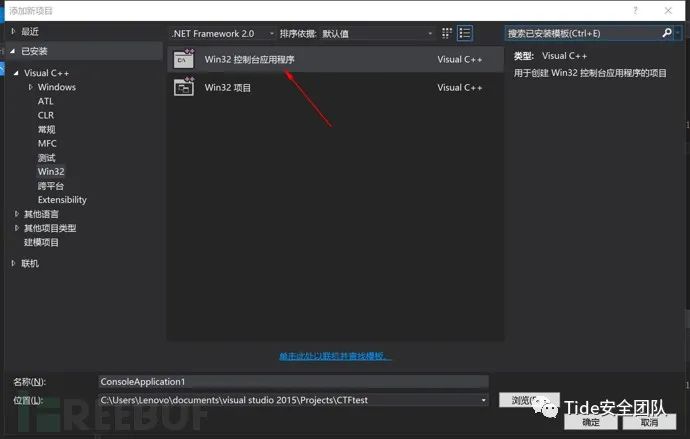 添加新项目
最近
.NET Framework 2.0 排序依据: 默认值
搜索已安装模板(Ctrl+E)
已安装
Visual C++
Windows
ATL
CLR
常规
MFC
测试
Win32
跨平台
Extensibility
其他语言
其他项目类型
建模项目
联机
Win32 控制台应用程序 Visual C++
Win32 项目 Visual C++
类型: Visual C++
用于创建 Win32 控制台应用程序的项目
单击此处以联机并查找模板。
名称(N): ConsoleApplication1
位置(L): C:\Users\Lenovo\documents\visual studio 2015\Projects\CTFtest
浏览
确定 取消
FREEBUF
Tide安全团队